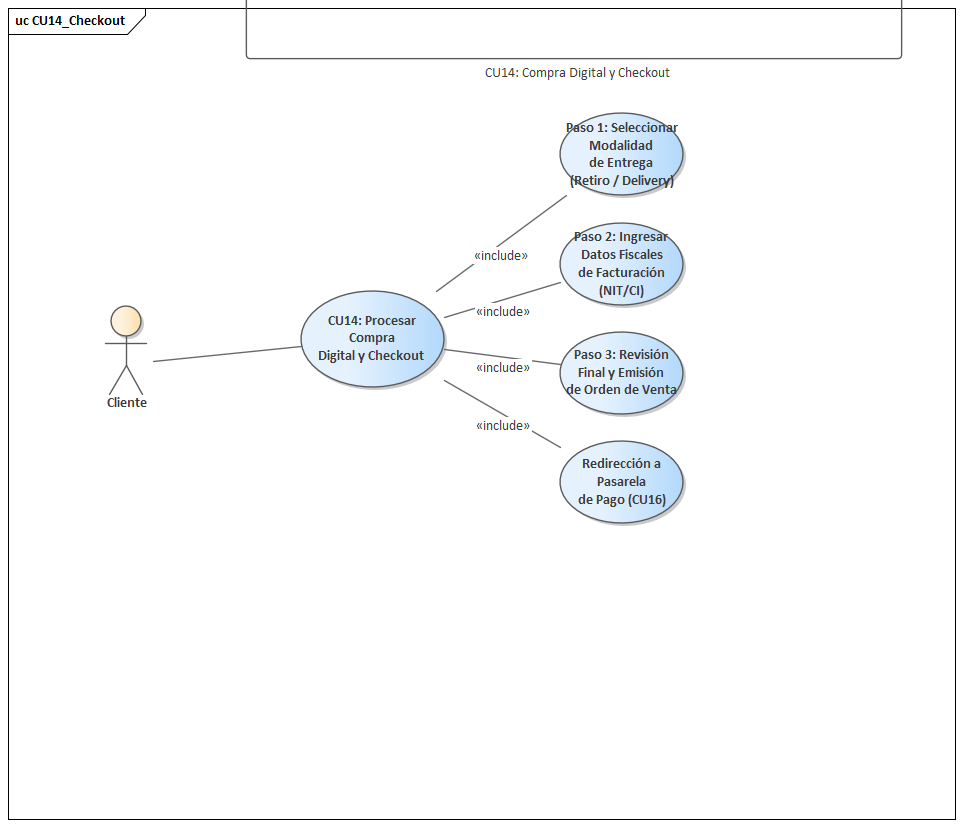 uc CU14_Checkout
CU14: Compra Digital y Checkout
Paso 1: Seleccionar
Modalidad
de Entrega
(Retiro / Delivery)
«include»
Paso 2: Ingresar
Datos Fiscales
de Facturación
(NIT/CI)
«include»
CU14: Procesar
Compra
Digital y Checkout
Paso 3: Revisión
Final y Emisión
de Orden de Venta
«include»
Cliente
«include»
Redirección a
Pasarela
de Pago (CU16)